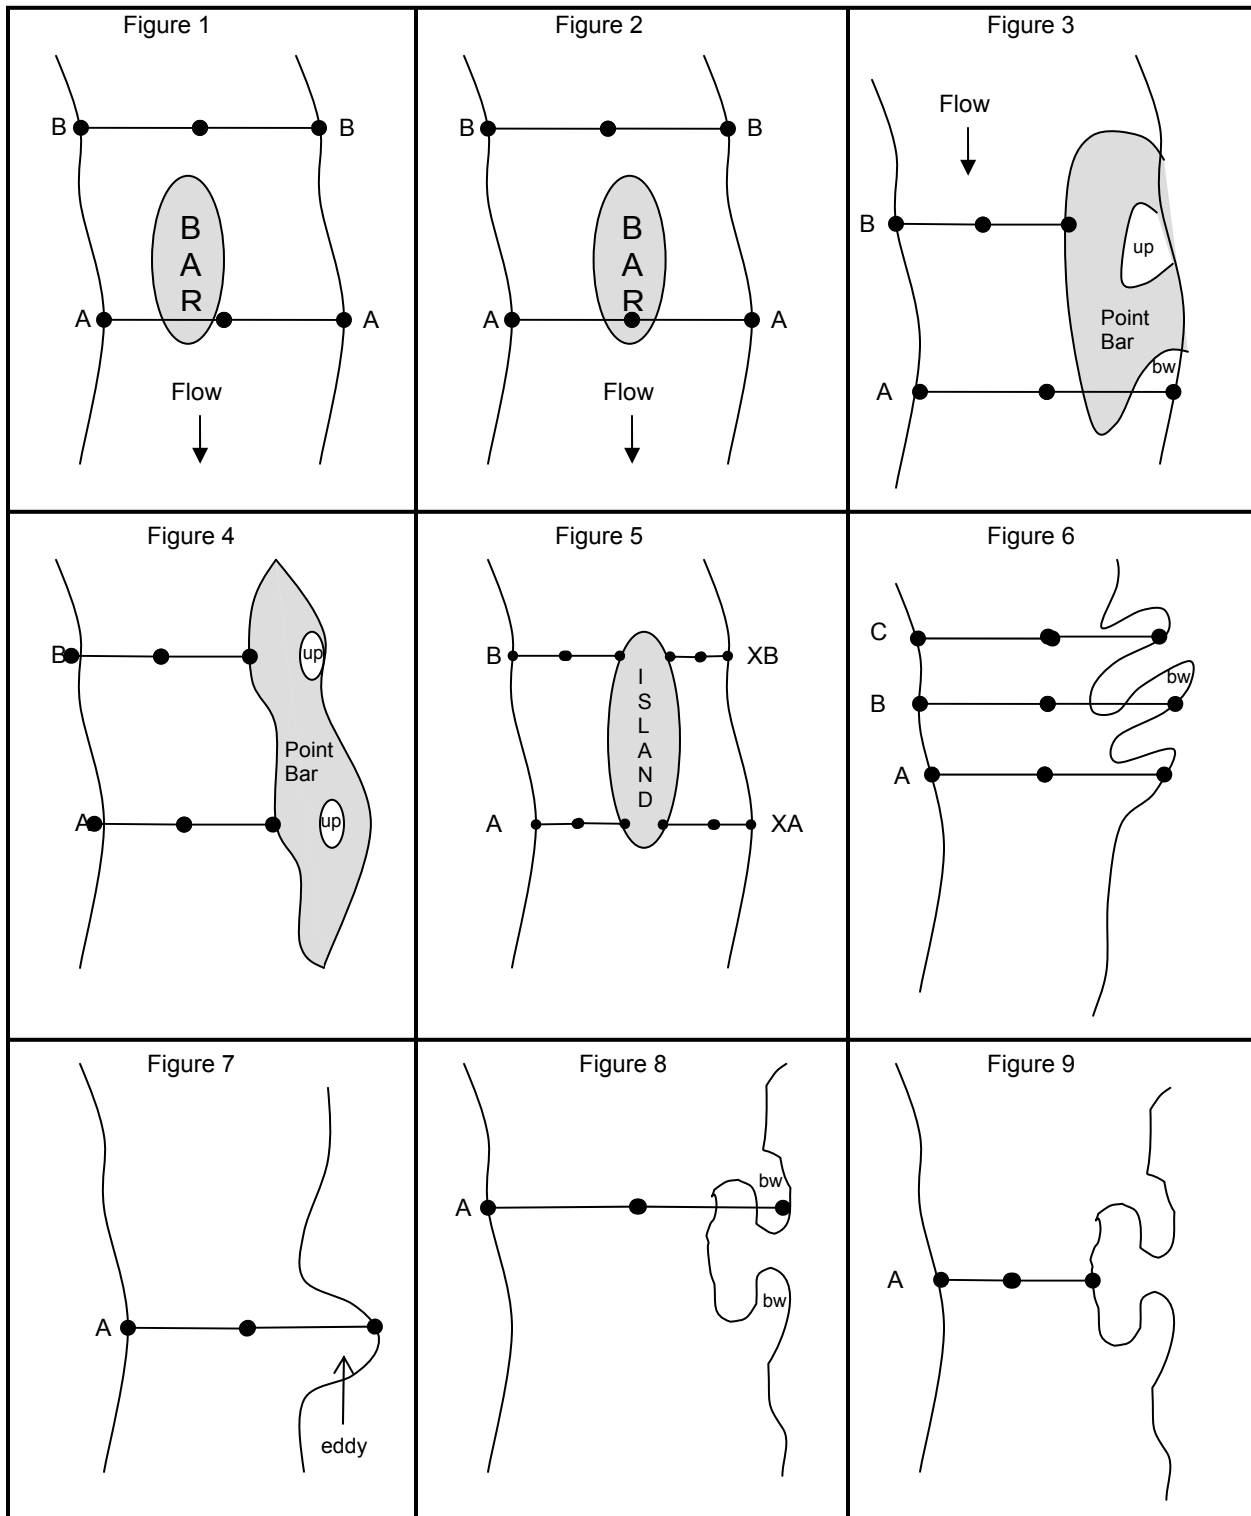 Figure 1
B B
B
A
R
A A
Flow
Figure 2
B B
B
A
R
A A
Flow
Figure 3
Flow
B
up
Point
Bar
bw
A
Figure 4
B
up
Point
Bar
A
up
Figure 5
B XB
I
S
L
A
N
D
A XA
Figure 6
C
bw
B
A
Figure 7
A
eddy
Figure 8
bw
A
bw
Figure 9
A